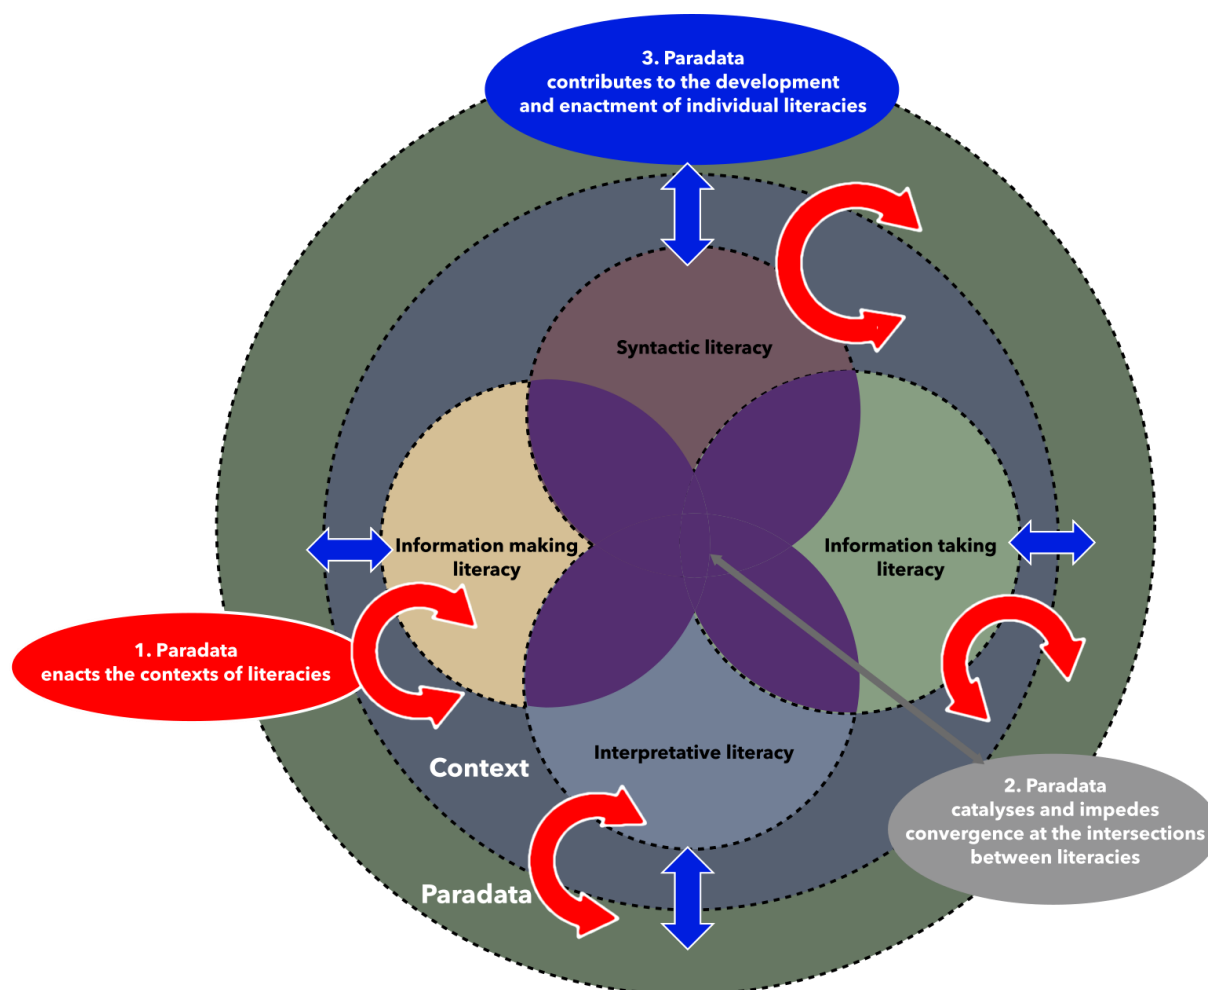 3. Paradata
contributes to the development
and enactment of individual literacies
Syntactic literacy
Information making
literacy
Information taking
literacy
1. Paradata
enacts the contexts of literacies
Interpretative literacy
Context
2. Paradata
catalyses and impedes
convergence at the intersections
between literacies
Paradata